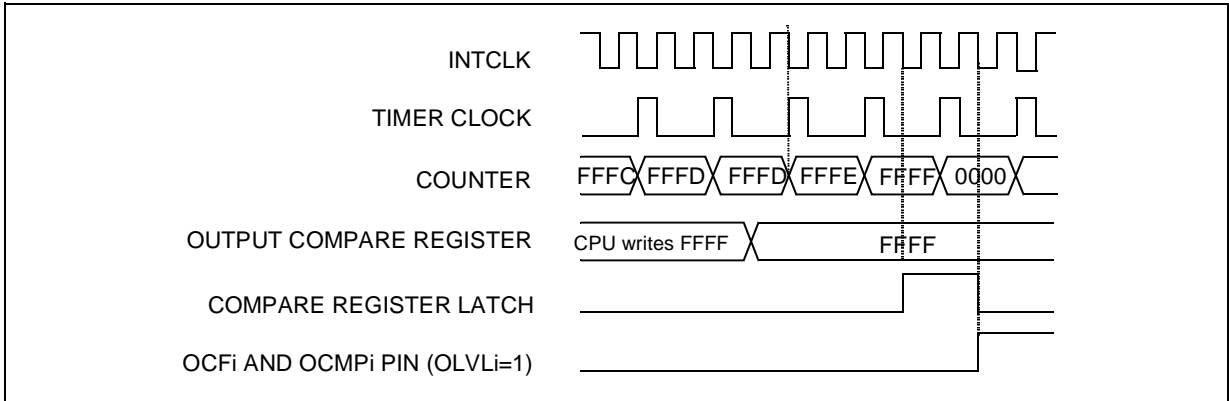 INTCLK
TIMER CLOCK
COUNTER FFFC FFFD FFFD FFFE FFFF 0000
OUTPUT COMPARE REGISTER CPU writes FFFF FFFF
COMPARE REGISTER LATCH
OCFi AND OCMPi PIN (OLVLi=1)